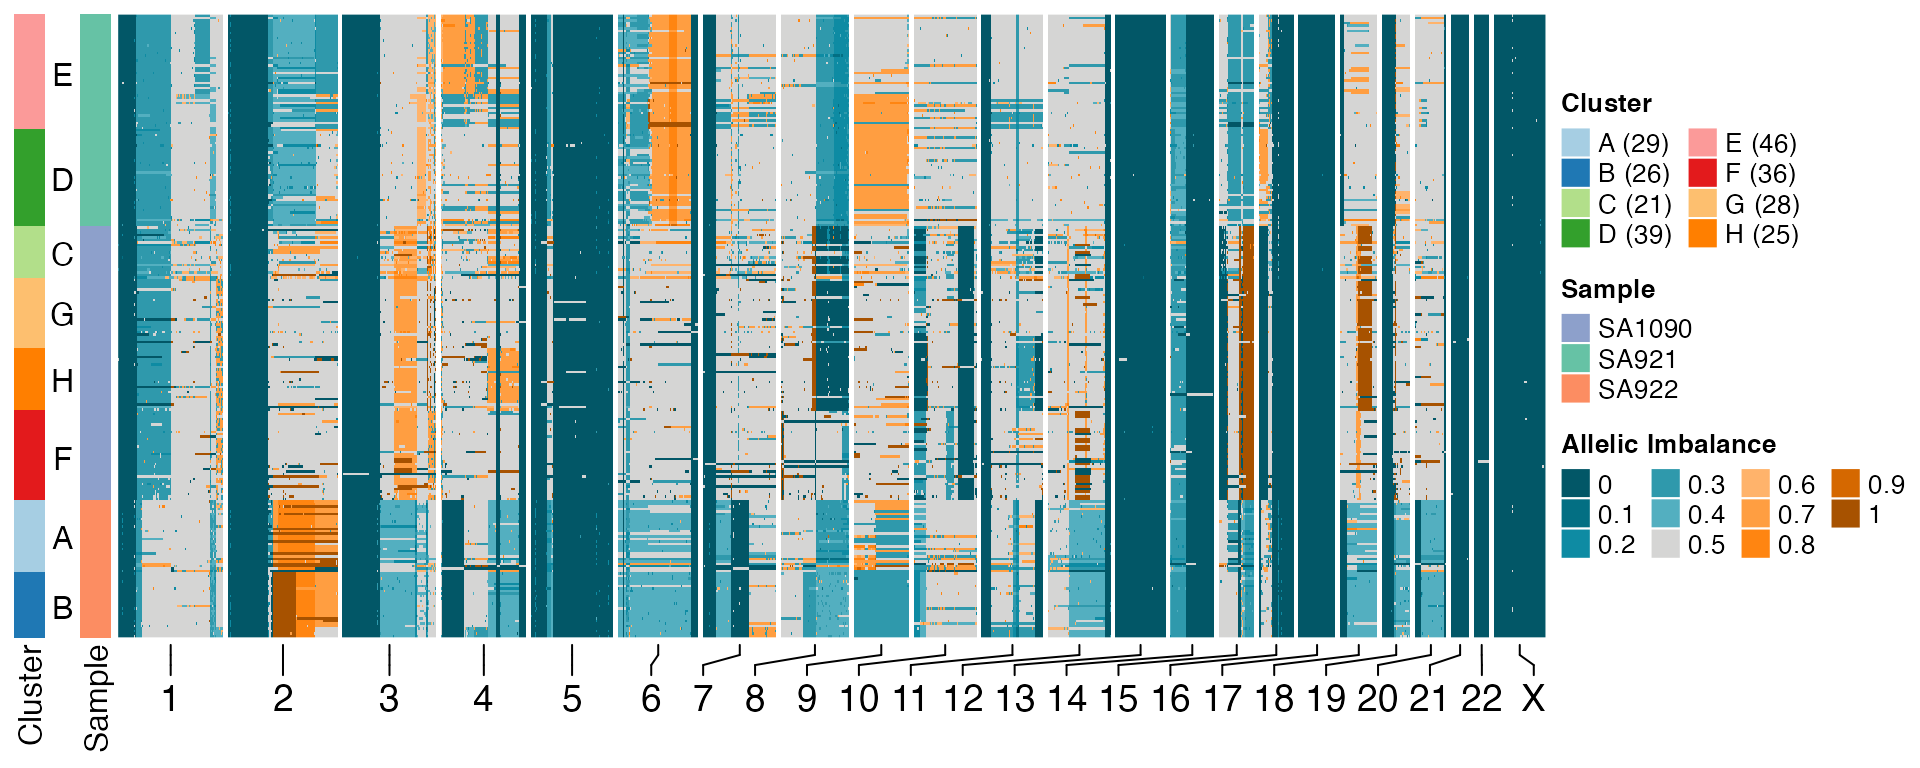 E
D
C
G
H
F
A
B
Cluster
Sample
1
2
3
4
5
6
7
8
9
10
11
12
13
14
15
16
17
18
19
20
21
22
X
Cluster
A (29)
B (26)
C (21)
D (39)
E (46)
F (36)
G (28)
H (25)
Sample
SA1090
SA921
SA922
Allelic Imbalance
0
0.1
0.2
0.3
0.4
0.5
0.6
0.7
0.8
0.9
1